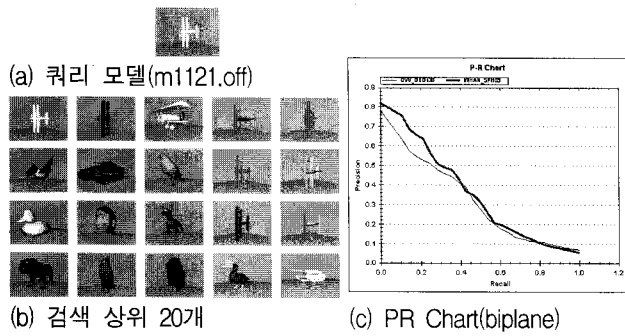 (a) 쿼리 모델(m1121.off)
(b) 검색 상위 20개
P-R Chart
Precision
0.9
0.8
0.7
0.6
0.5
0.4
0.3
0.2
0.1
0.0
0.0 0.2 0.4 0.6 0.8 1.0 1.2
Recall
(c) PR Chart(biplane)